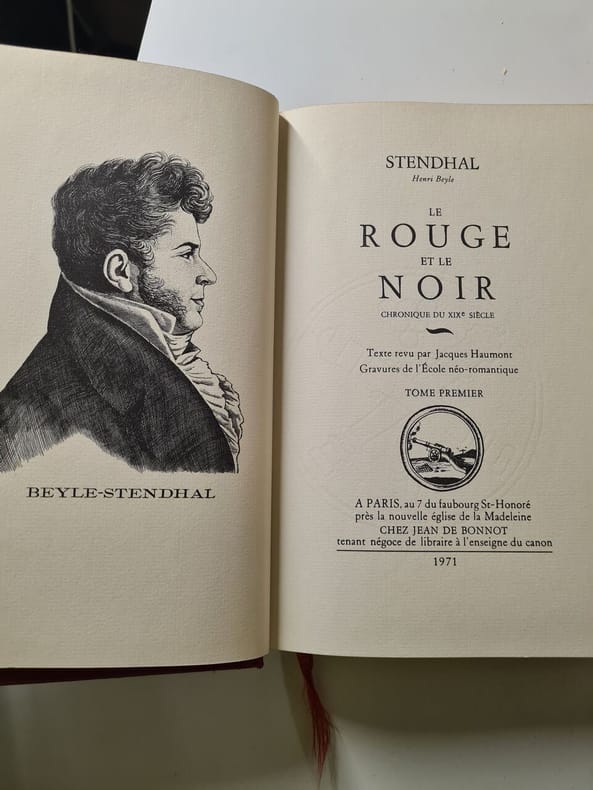 BEYLE-STENDHAL
STENDHAL
Henri Beyle
LE
ROUGE
ET LE
NOIR
CHRONIQUE DU XIXe SIÈCLE
Texte revu par Jacques Haumont
Gravures de l'École néo-romantique
TOME PREMIER
A PARIS, au 7 du faubourg St-Honoré
près la nouvelle église de la Madeleine
CHEZ JEAN DE BONNOT
tenant négoce de libraire à l'enseigne du canon
1971